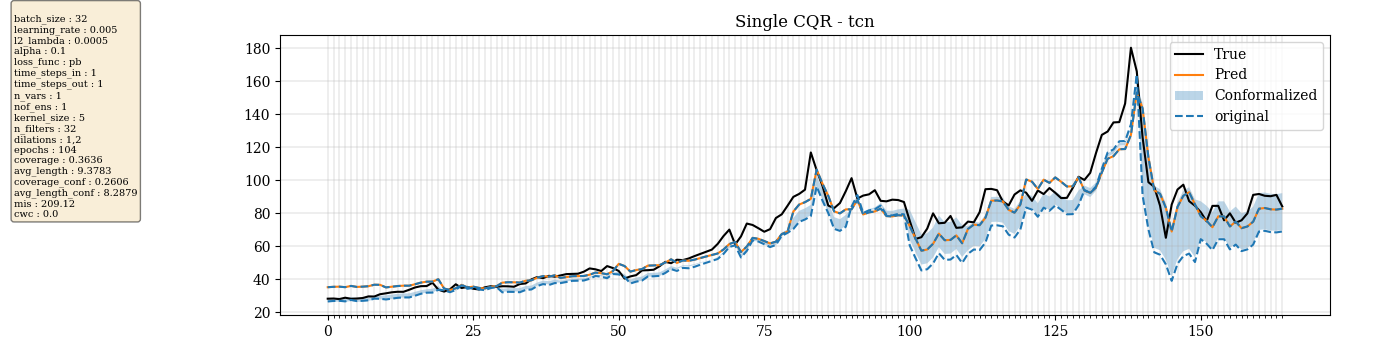 batch_size : 32
learning_rate : 0.005
l2_lambda : 0.0005
alpha : 0.1
loss_func : pb
time_steps_in : 1
time_steps_out : 1
n_vars : 1
nof_ens : 1
kernel_size : 5
n_filters : 32
dilations : 1,2
epochs : 104
coverage : 0.3636
avg_length : 9.3783
coverage_conf : 0.2606
avg_length_conf : 8.2879
mis : 209.12
cwc : 0.0
Single CQR - tcn
180
160
140
120
100
80
60
40
20
0 25 50 75 100 125 150
True
Pred
Conformalized
original